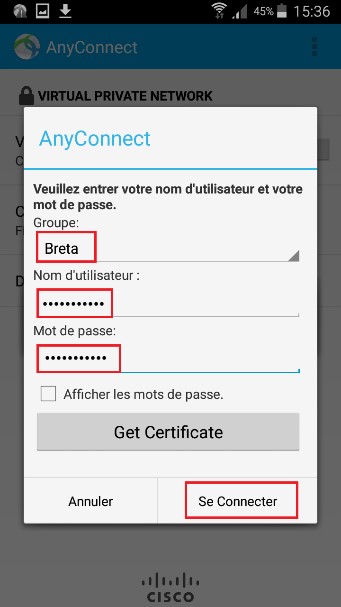 45% 15:36
AnyConnect
VIRTUAL PRIVATE NETWORK
AnyConnect
Veuillez entrer votre nom d'utilisateur et votre
mot de passe.
Groupe:
Breta
Nom d'utilisateur :
•••••••••••
Mot de passe:
•••••••••••
Afficher les mots de passe.
Get Certificate
Annuler
Se Connecter
CISCO